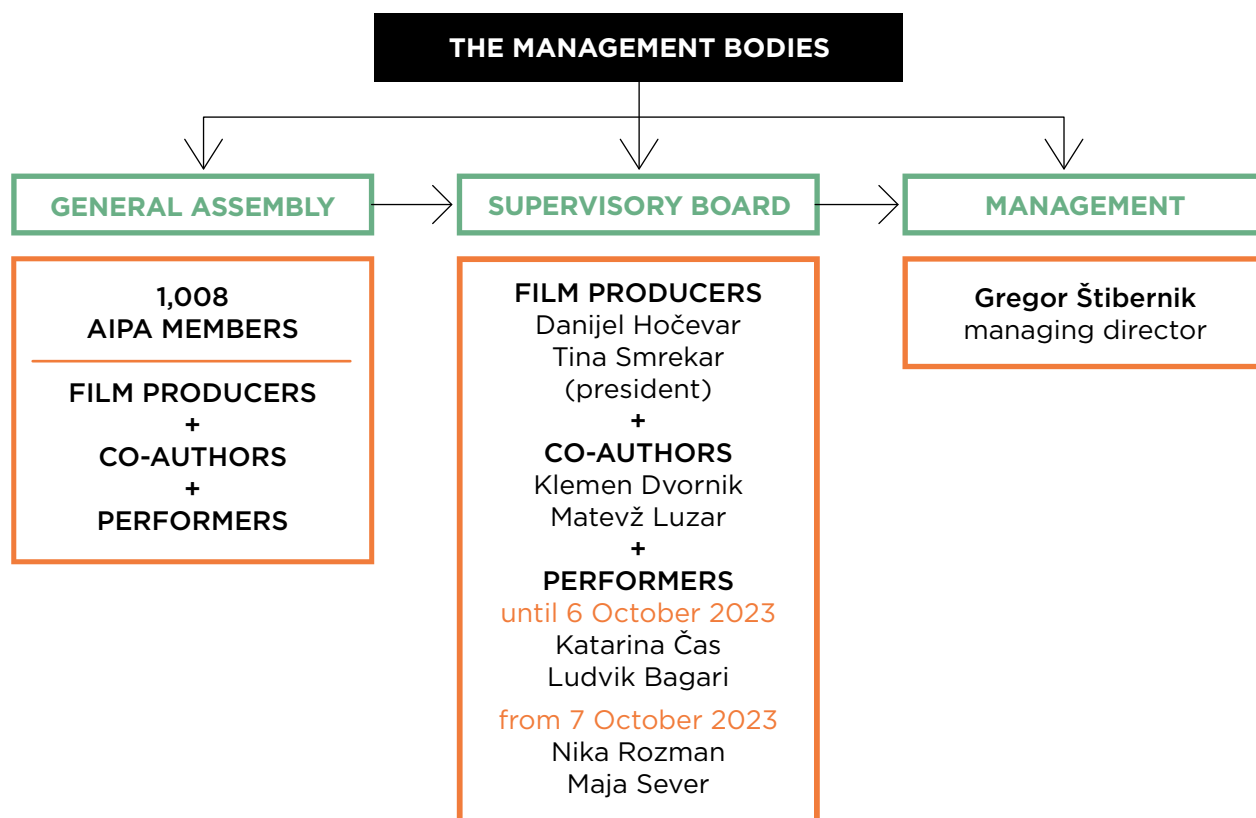 THE MANAGEMENT BODIES
GENERAL ASSEMBLY
1,008
AIPA MEMBERS
FILM PRODUCERS
+
CO-AUTHORS
+
PERFORMERS
SUPERVISORY BOARD
FILM PRODUCERS
Danijel Hočevar
Tina Smrekar
(president)
+
CO-AUTHORS
Klemen Dvornik
Matevž Luzar
+
PERFORMERS
until 6 October 2023
Katarina Čas
Ludvik Bagari
from 7 October 2023
Nika Rozman
Maja Sever
MANAGEMENT
Gregor Štibernik
managing director